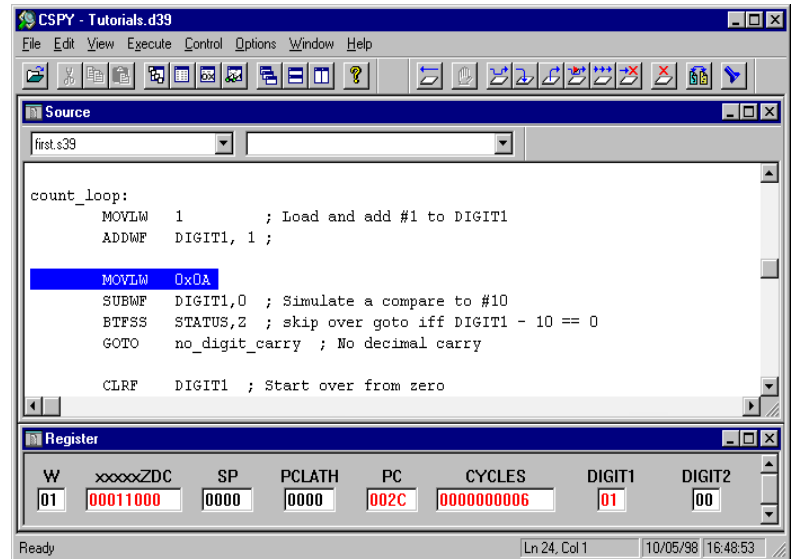 CSPY - Tutorials.d39
File Edit View Execute Control Options Window Help
Source
first.s39
count_loop:
MOVLW 1 ; Load and add #1 to DIGIT1
ADDWF DIGIT1, 1 ;
MOVLW 0x0A
SUBWF DIGIT1,0 ; Simulate a compare to #10
BTFSS STATUS,Z ; skip over goto iff DIGIT1 - 10 == 0
GOTO no_digit_carry ; No decimal carry
CLRF DIGIT1 ; Start over from zero
Register
W xxxxxZDC SP PCLATH PC CYCLES DIGIT1 DIGIT2
01 00011000 0000 0000 002C 0000000006 01 00
Ready Ln 24, Col 1 10/05/98 16:48:53